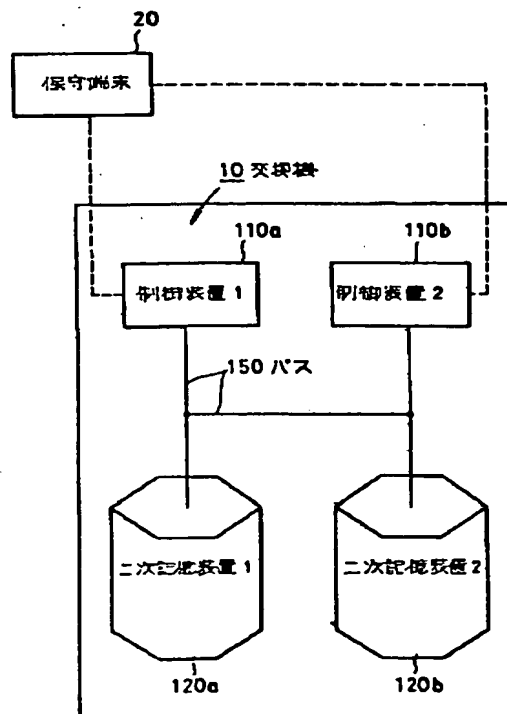 20
保守端末
10 交換機
110a
110b
制御装置 1
制御装置 2
150 バス
二次記憶装置 1
二次記憶装置 2
120a
120b